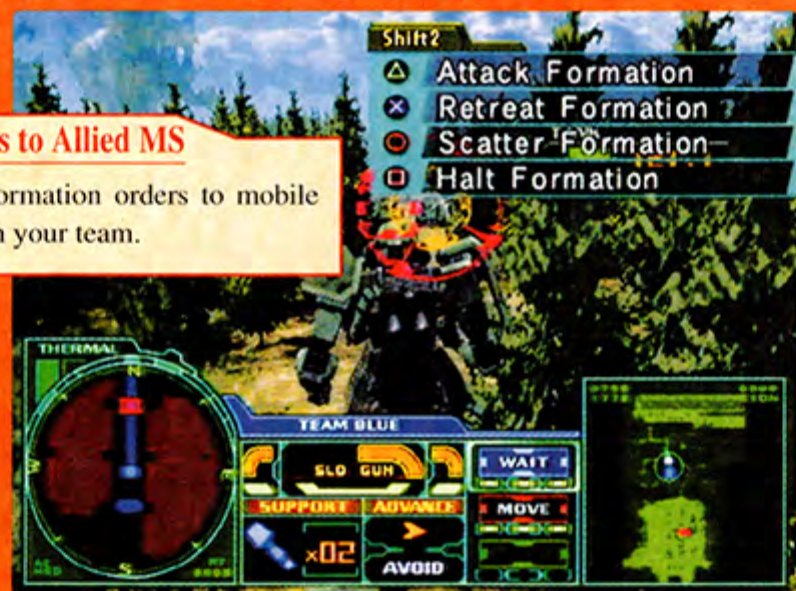 Shift2
Attack Formation
Retreat Formation
Scatter Formation
Halt Formation
s to Allied MS
ormation orders to mobile
n your team.
THERMAL
N
W
E
S
TEAM BLUE
SLD GUN
WAIT
SUPPORT
ADVANCE
MOVE
×02
AVOID